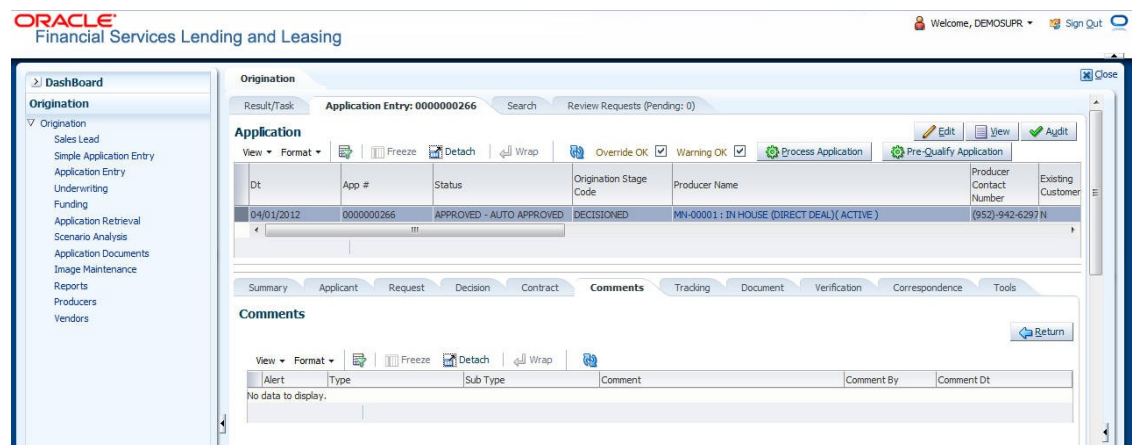 ORACLE
Financial Services Lending and Leasing
Welcome, DEMOSUPR
Sign Out
Close
DashBoard
Origination
Origination
Sales Lead
Simple Application Entry
Application Entry
Underwriting
Funding
Application Retrieval
Scenario Analysis
Application Documents
Image Maintenance
Reports
Producers
Vendors
Origination
Result/Task Application Entry: 0000000266 Search Review Requests (Pending: 0)
Application
Edit View Audit
View Format Freeze Detach Wrap Override OK Warning OK Process Application Pre-Qualify Application
Dt App # Status Origination Stage Code Producer Name Producer Contact Number Existing Customer
04/01/2012 0000000266 APPROVED - AUTO APPROVED DECISIONED MN-00001 : IN HOUSE (DIRECT DEAL)( ACTIVE ) (952)-942-6297 N
Summary Applicant Request Decision Contract Comments Tracking Document Verification Correspondence Tools
Comments
Return
View Format Freeze Detach Wrap
Alert Type Sub Type Comment Comment By Comment Dt
No data to display.